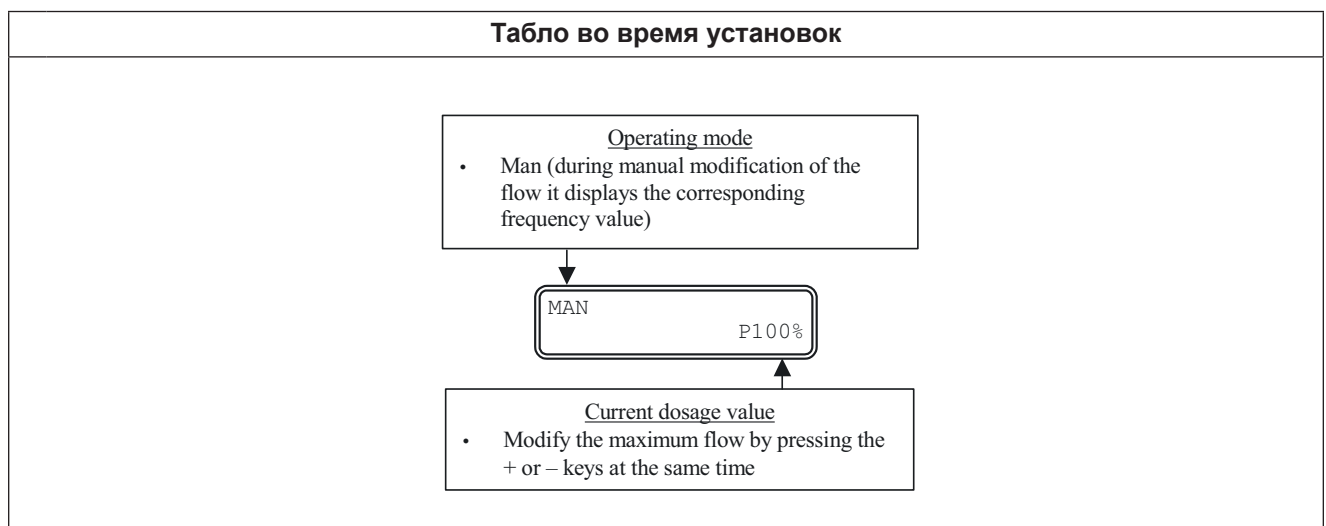 Табло во время установок
Operating mode
• Man (during manual modification of the
flow it displays the corresponding
frequency value)
MAN
P100%
Current dosage value
• Modify the maximum flow by pressing the
+ or – keys at the same time